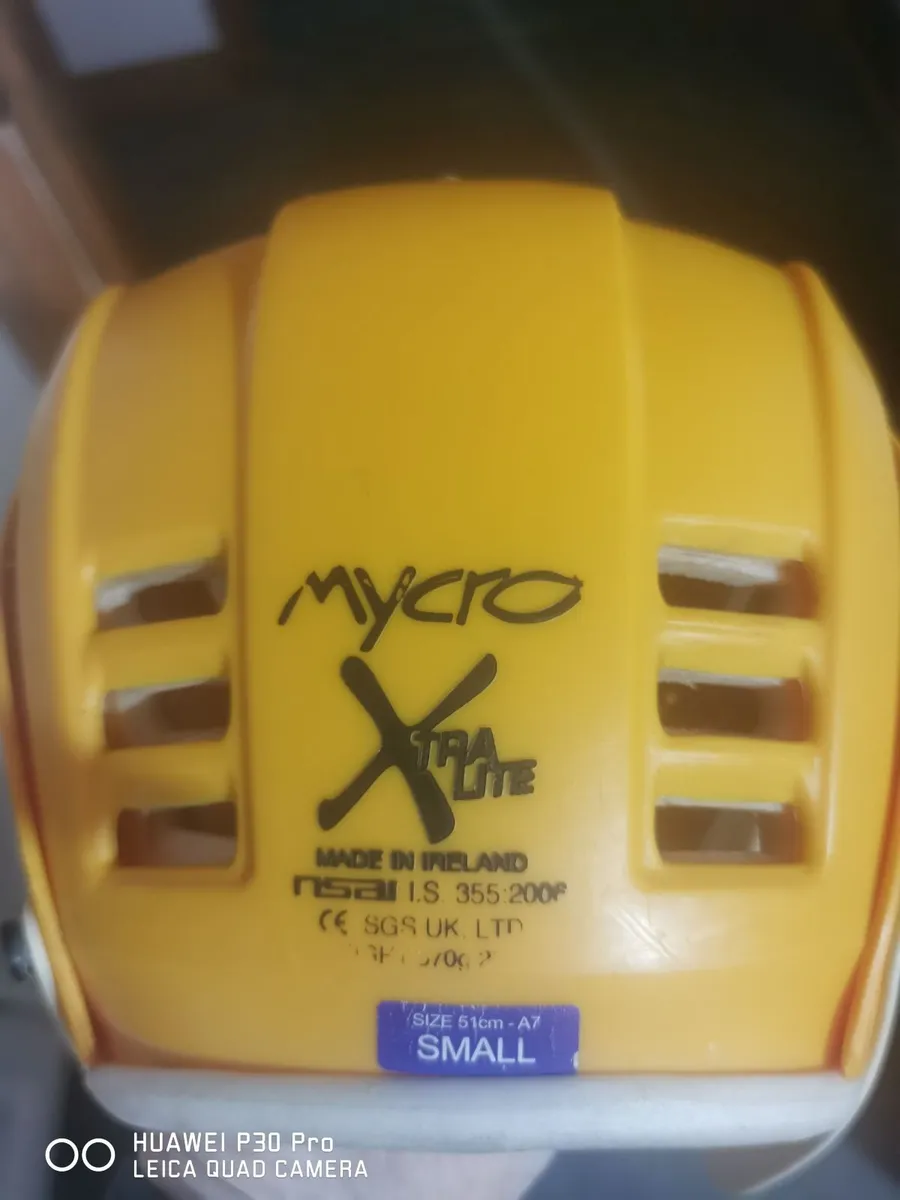 mycro
XTRA
LITE
MADE IN IRELAND
nsai I.S. 355:200
CE SGS UK. LTD
SIZE 51cm - A7
SMALL
HUAWEI P30 Pro
LEICA QUAD CAMERA